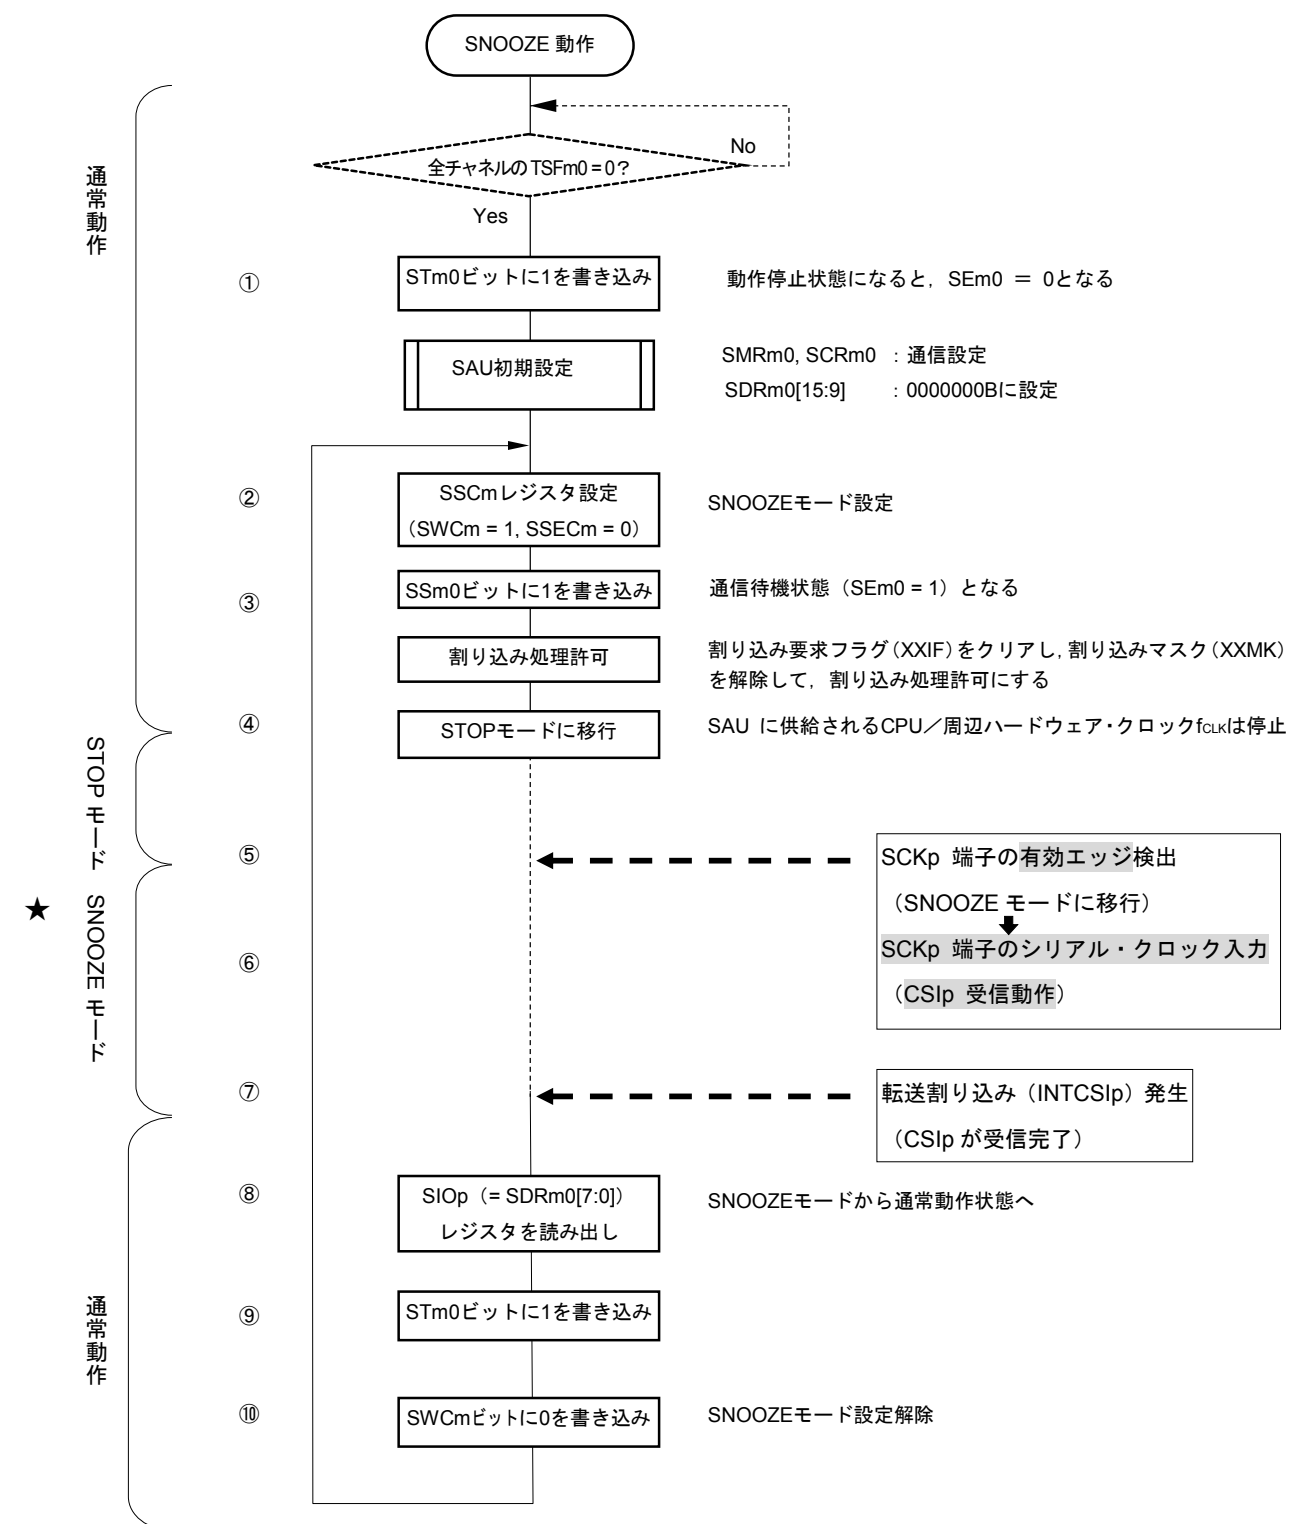 SNOOZE 動作
No
全チャネルのTSFm0=0?
Yes
通常動作
①
STm0ビットに1を書き込み
動作停止状態になると, SEm0 = 0となる
SAU初期設定
SMRm0, SCRm0 :通信設定
SDRm0[15:9] :0000000Bに設定
②
SSCmレジスタ設定
(SWCm = 1, SSECm = 0)
SNOOZEモード設定
③
SSm0ビットに1を書き込み
通信待機状態(SEm0 = 1)となる
割り込み処理許可
割り込み要求フラグ(XXIF)をクリアし,割り込みマスク(XXMK)
を解除して, 割り込み処理許可にする
④
STOPモードに移行
SAU に供給されるCPU/周辺ハードウェア・クロックfCLKは停止
STOP モード
⑤
SCKp 端子の有効エッジ検出
(SNOOZE モードに移行)
★
SNOOZE モード
⑥
SCKp 端子のシリアル・クロック入力
(CSIp 受信動作)
⑦
転送割り込み(INTCSIp)発生
(CSIp が受信完了)
⑧
SIOp(= SDRm0[7:0])
レジスタを読み出し
SNOOZEモードから通常動作状態へ
通常動作
⑨
STm0ビットに1を書き込み
⑩
SWCmビットに0を書き込み
SNOOZEモード設定解除